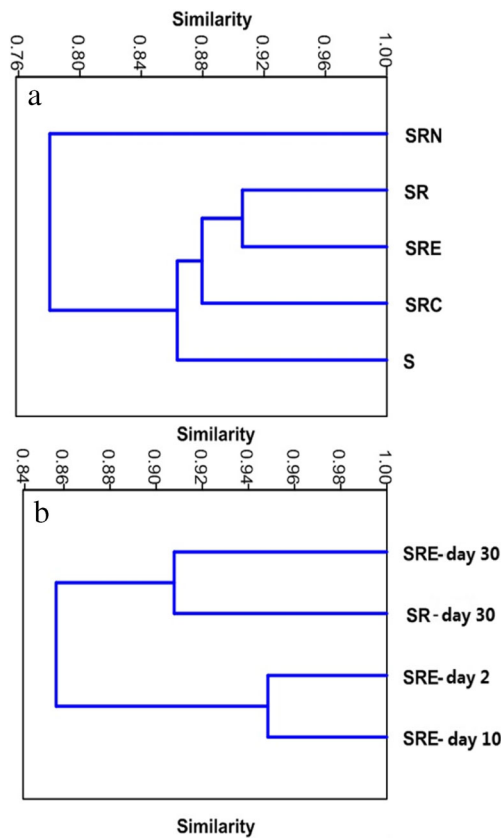 Similarity
0.76 0.80 0.84 0.88 0.92 0.96 1.00
a
SRN
SR
SRE
SRC
S
Similarity
0.84 0.86 0.88 0.90 0.92 0.94 0.96 0.98 1.00
b
SRE- day 30
SR - day 30
SRE- day 2
SRE- day 10
Similarity